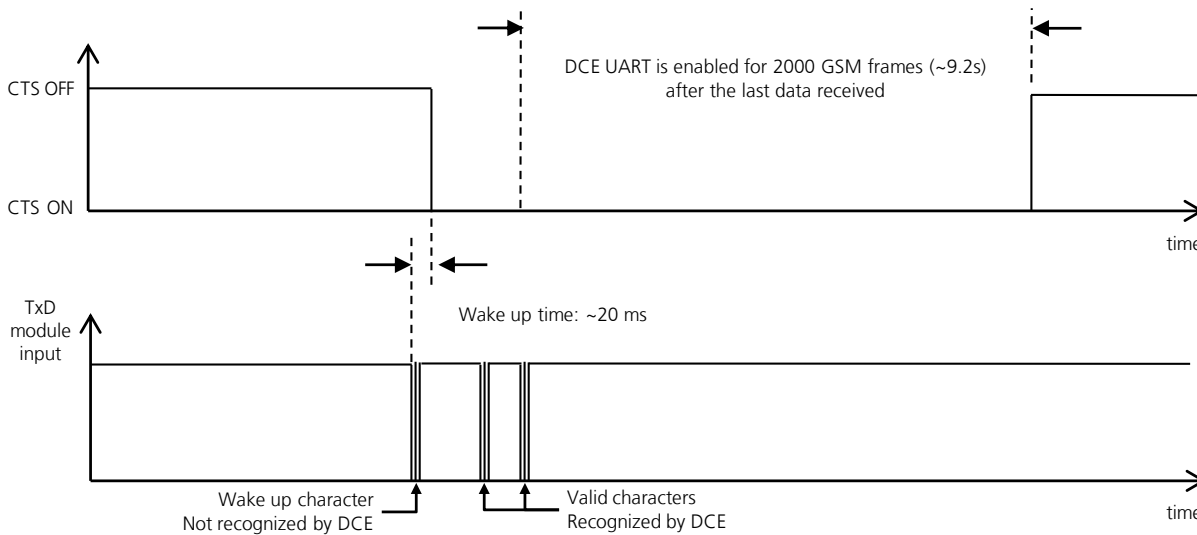 DCE UART is enabled for 2000 GSM frames (~9.2s)
after the last data received
CTS OFF
CTS ON
time
TxD
module
input
Wake up time: ~20 ms
Wake up character
Not recognized by DCE
Valid characters
Recognized by DCE
time